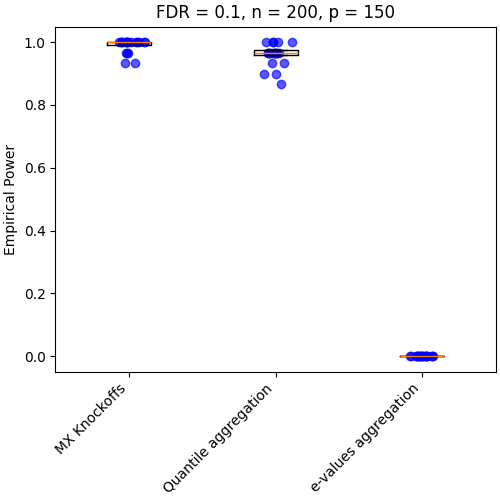 FDR = 0.1, n = 200, p = 150
Empirical Power
1.0
0.8
0.6
0.4
0.2
0.0
MX Knockoffs
Quantile aggregation
e-values aggregation